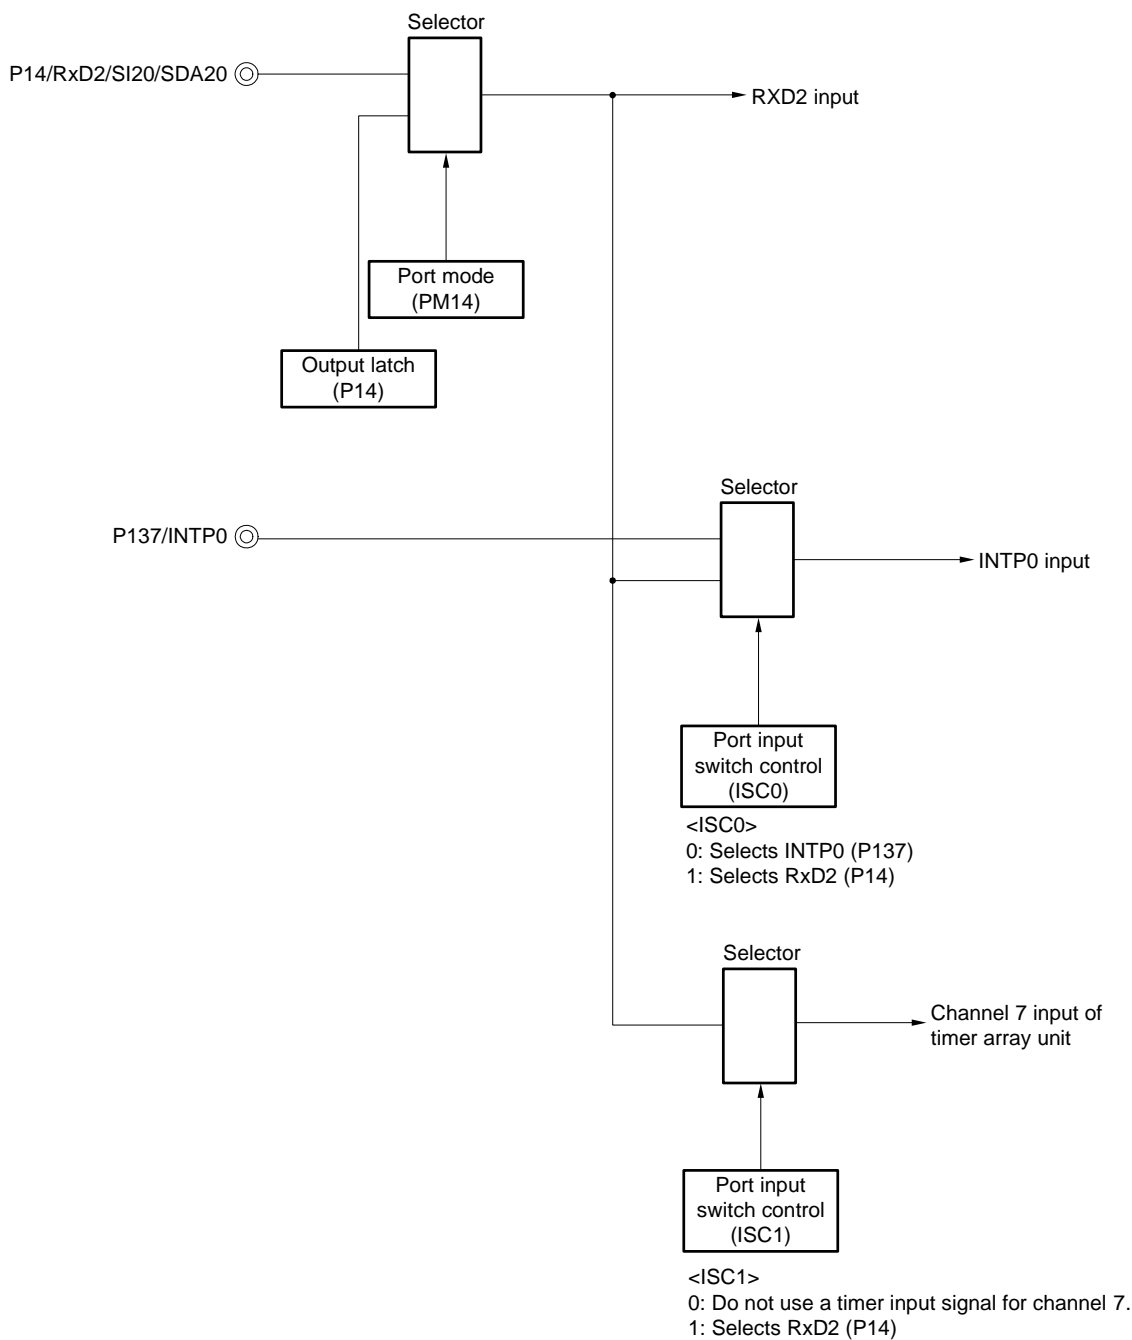 Selector
P14/RxD2/SI20/SDA20
RXD2 input
Port mode
(PM14)
Output latch
(P14)
Selector
P137/INTP0
INTP0 input
Port input
switch control
(ISC0)
<ISC0>
0: Selects INTP0 (P137)
1: Selects RxD2 (P14)
Selector
Channel 7 input of
timer array unit
Port input
switch control
(ISC1)
<ISC1>
0: Do not use a timer input signal for channel 7.
1: Selects RxD2 (P14)